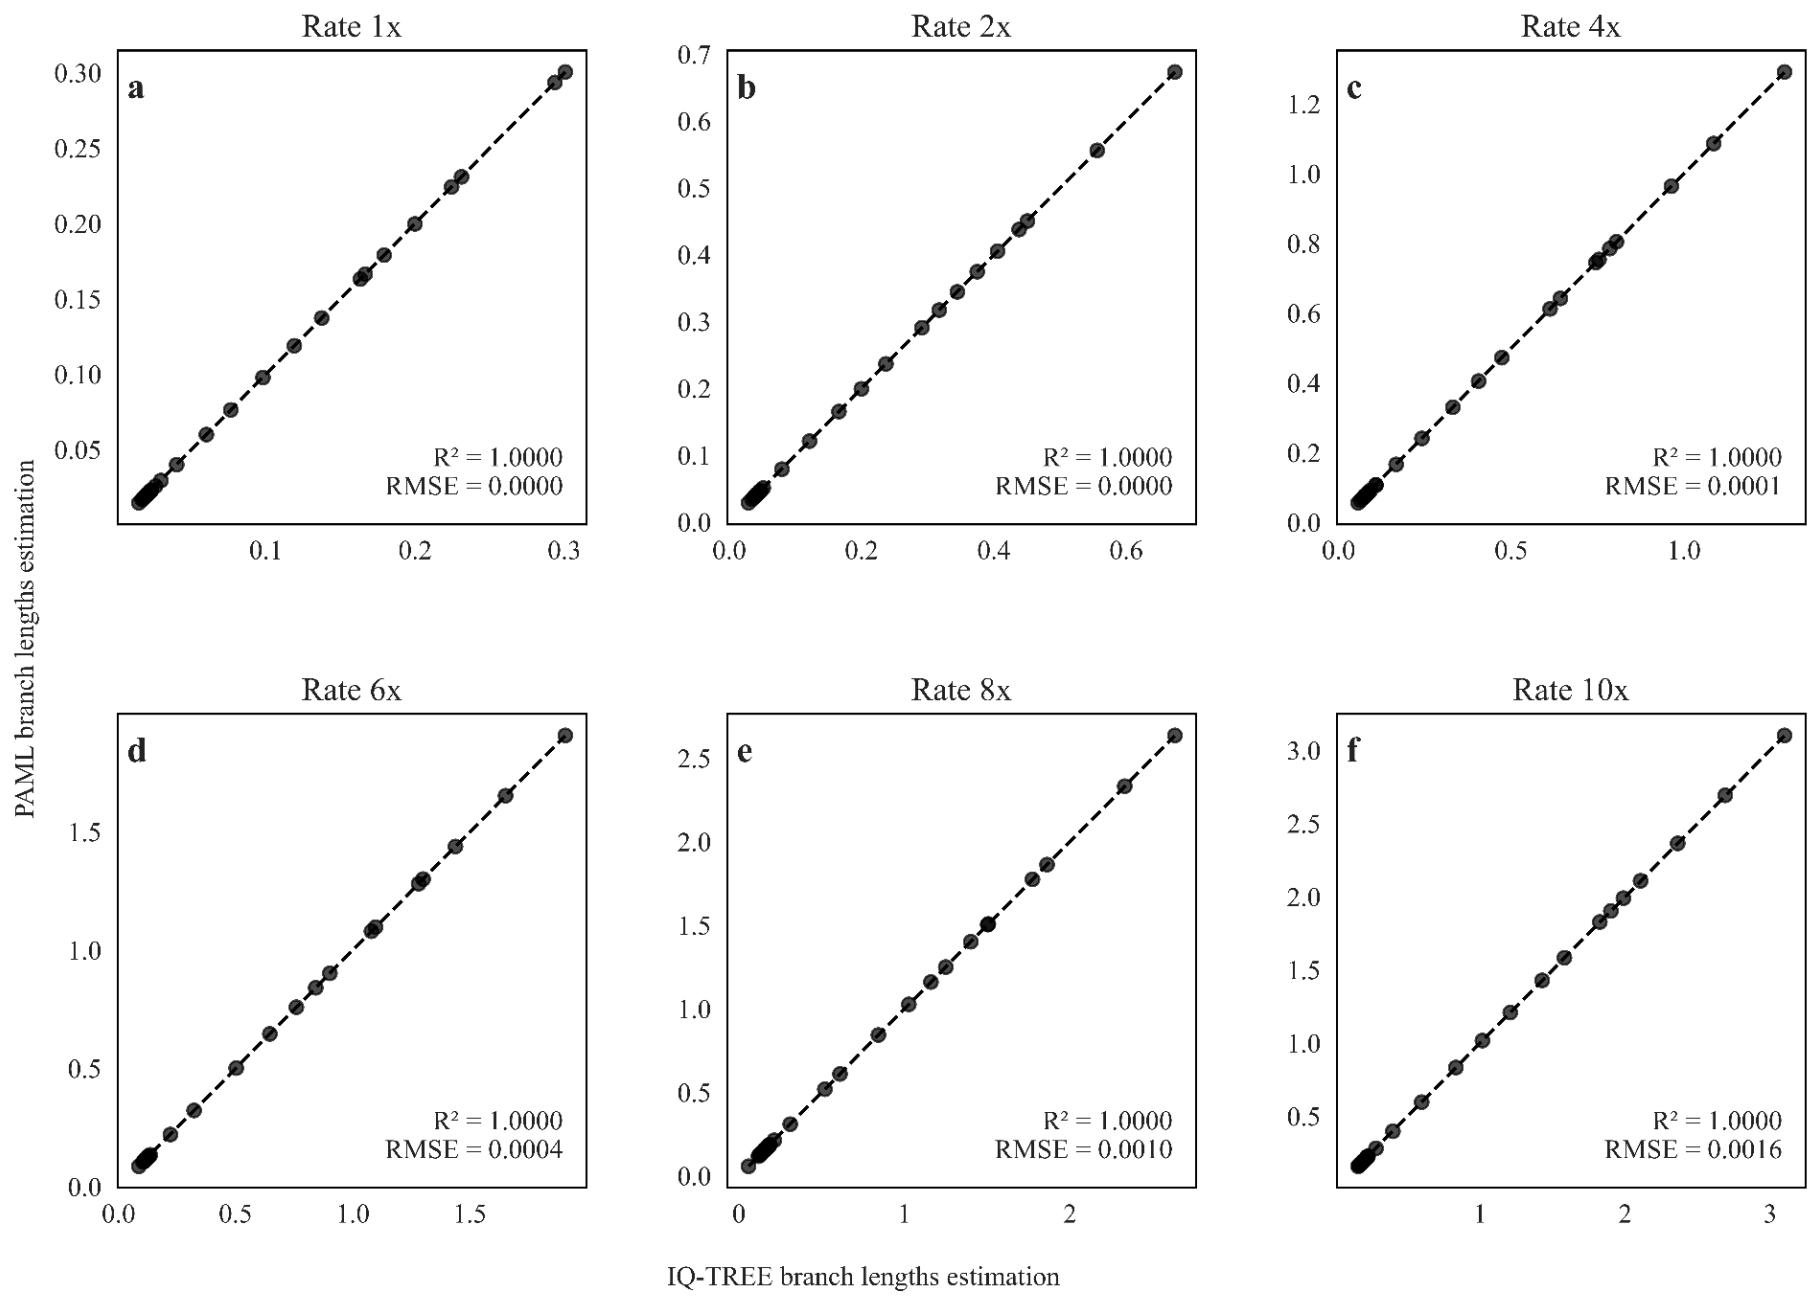 Rate 1x
Rate 2x
Rate 4x
a
0.30
0.25
0.20
0.15
0.10
0.05
R² = 1.0000
RMSE = 0.0000
0.1 0.2 0.3
b
0.7
0.6
0.5
0.4
0.3
0.2
0.1
0.0
R² = 1.0000
RMSE = 0.0000
0.0 0.2 0.4 0.6
c
1.2
1.0
0.8
0.6
0.4
0.2
0.0
R² = 1.0000
RMSE = 0.0001
0.0 0.5 1.0
PAML branch lengths estimation
Rate 6x
Rate 8x
Rate 10x
d
1.5
1.0
0.5
0.0
R² = 1.0000
RMSE = 0.0004
0.0 0.5 1.0 1.5
e
2.5
2.0
1.5
1.0
0.5
0.0
R² = 1.0000
RMSE = 0.0010
0 1 2
f
3.0
2.5
2.0
1.5
1.0
0.5
R² = 1.0000
RMSE = 0.0016
1 2 3
IQ-TREE branch lengths estimation